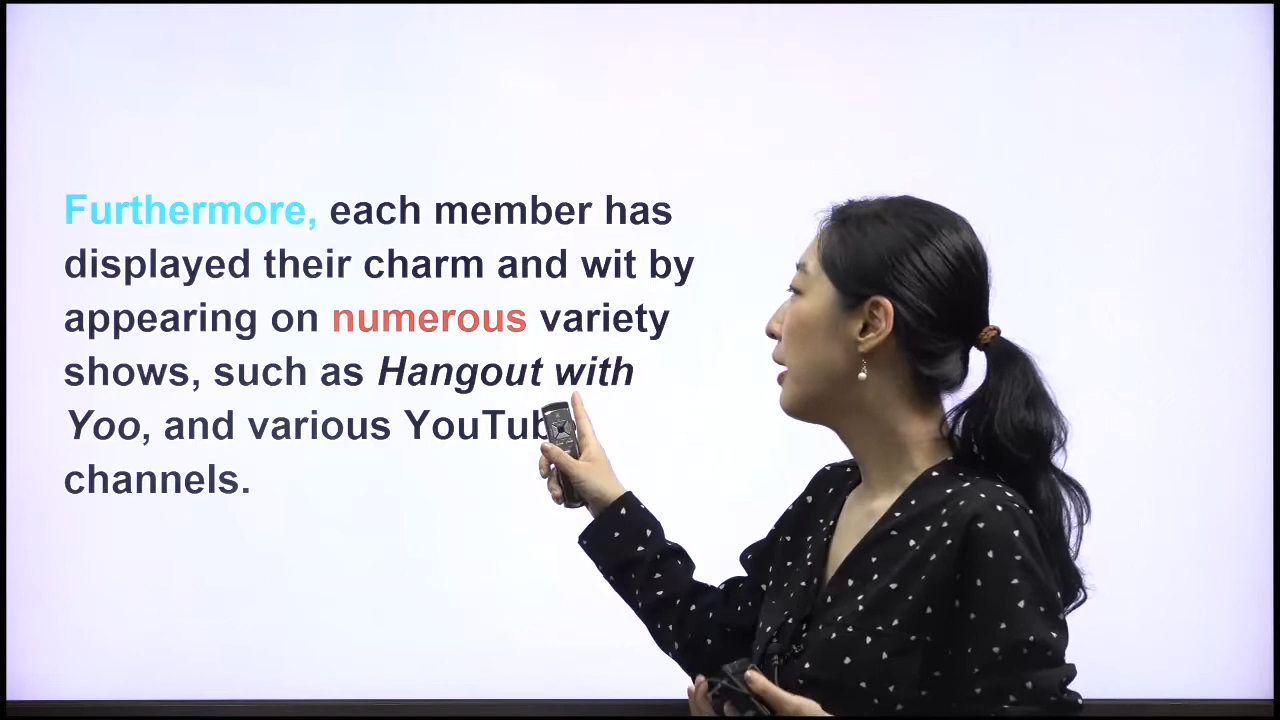 Furthermore, each member has
displayed their charm and wit by
appearing on numerous variety
shows, such as Hangout with
Yoo, and various YouTube
channels.